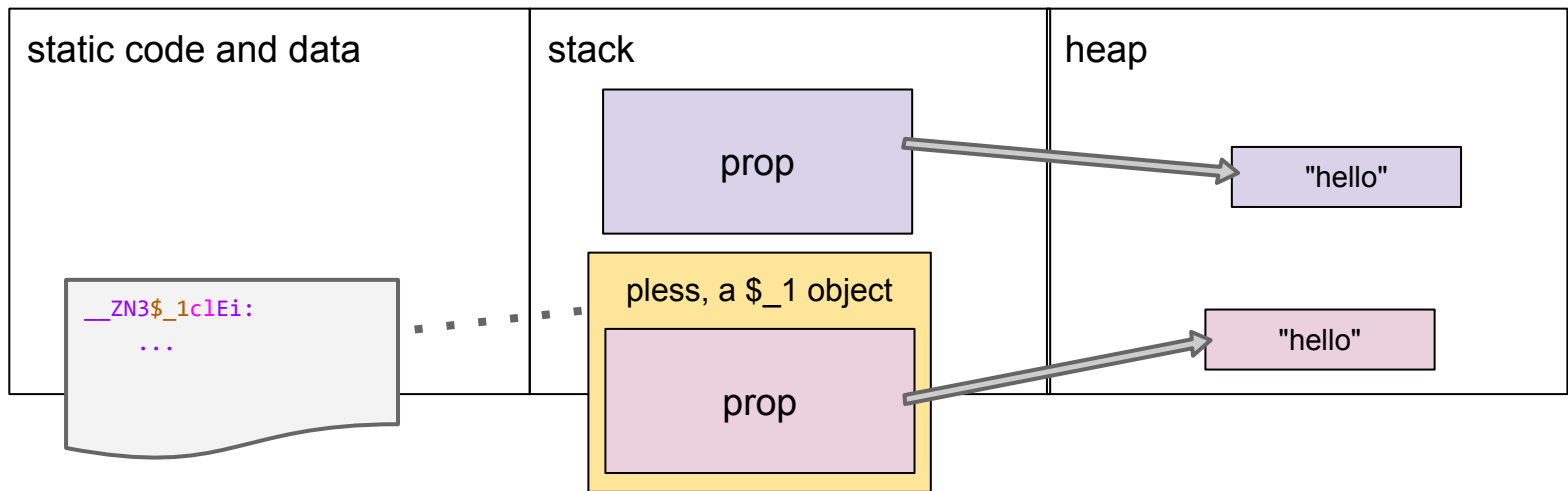 static code and data
stack
heap
prop
"hello"
__ZN3$_1clEi:
...
pless, a $_1 object
prop
"hello"